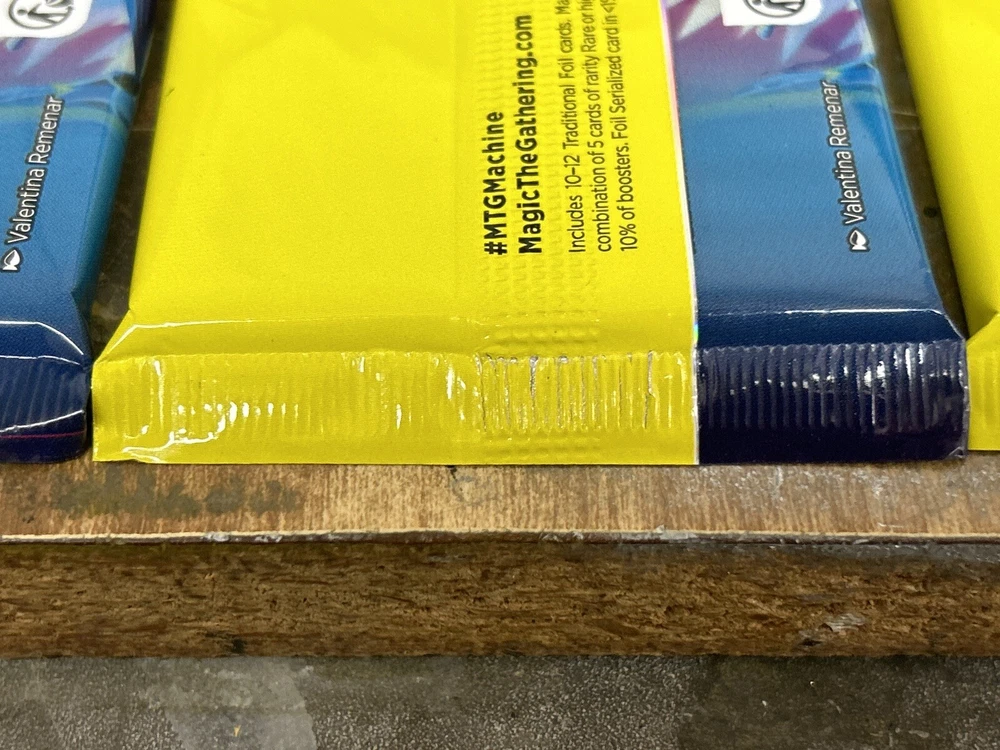 Valentina Remenar
#MTGMachine
MagicTheGathering.com
Includes 10–12 Traditional Foil cards.
combination of 5 cards of rarity Rare or
10% of boosters. Foil Serialized card in
Valentina Remenar